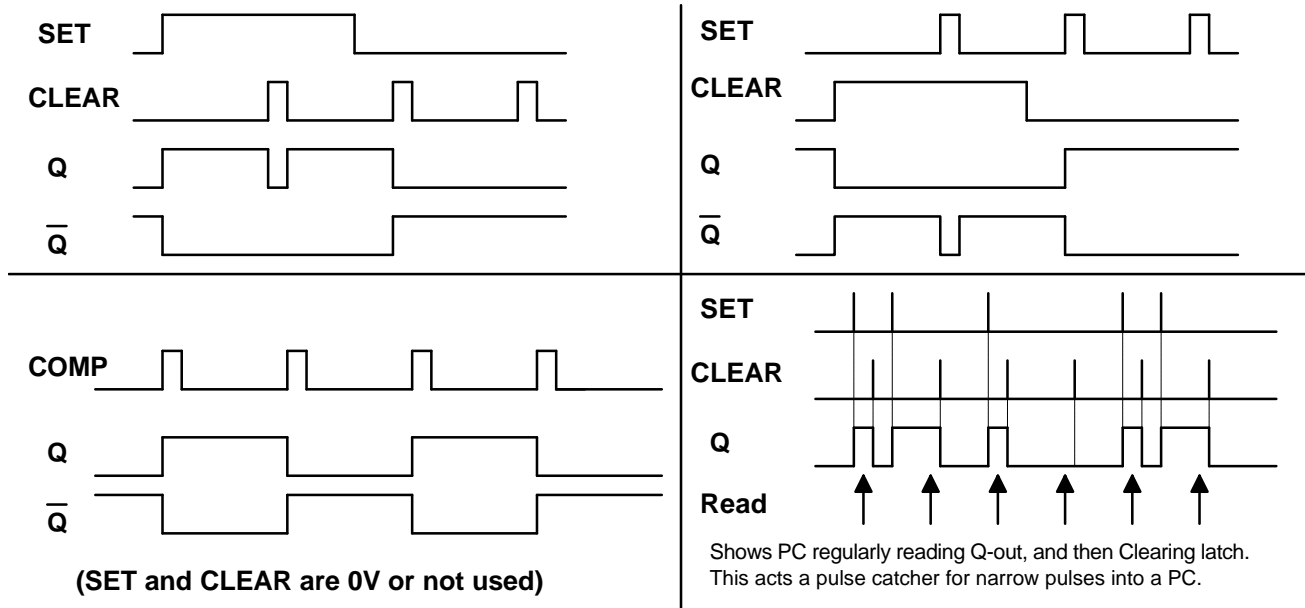 SET
CLEAR
Q
Q̅
SET
CLEAR
Q
Q̅
COMP
Q
Q̅
(SET and CLEAR are 0V or not used)
SET
CLEAR
Q
Read
Shows PC regularly reading Q-out, and then Clearing latch.
This acts a pulse catcher for narrow pulses into a PC.